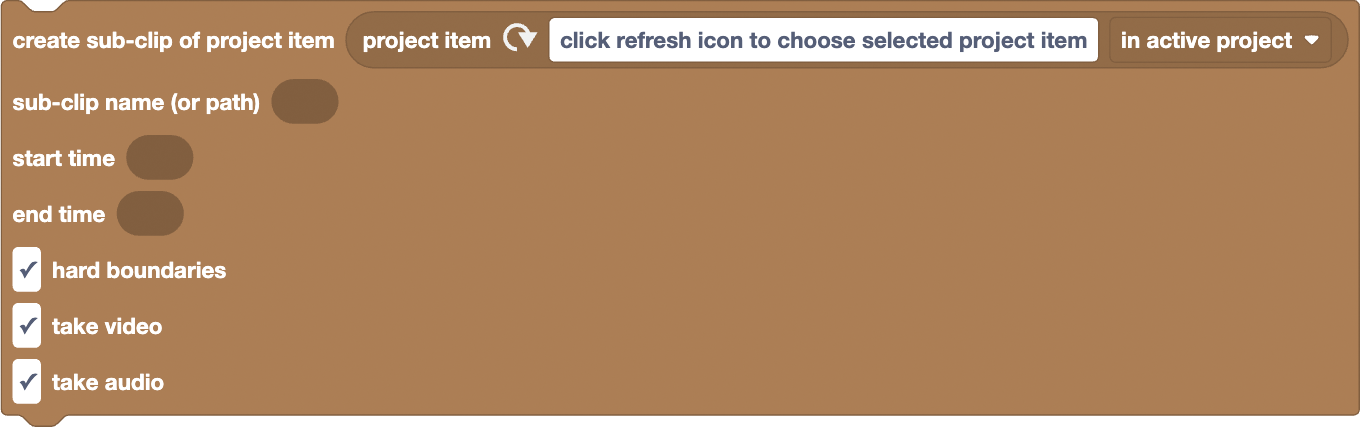 create sub-clip of project item project item click refresh icon to choose selected project item in active project
sub-clip name (or path)
start time
end time
hard boundaries
take video
take audio